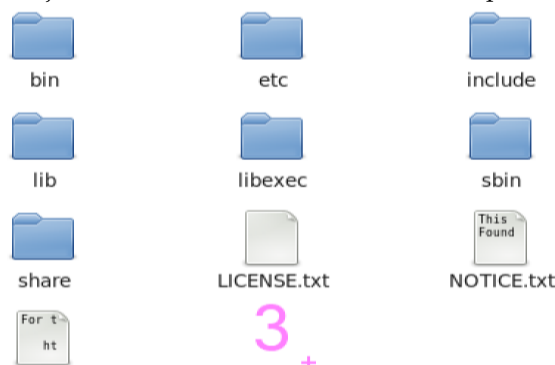 bin etc include
lib libexec sbin
This
Found
share LICENSE.txt NOTICE.txt
For t
ht
3
+